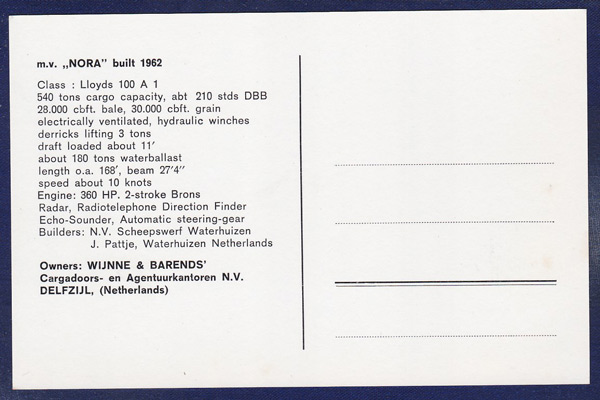 m.v. „NORA” built 1962
Class : Lloyds 100 A 1
540 tons cargo capacity, abt 210 stds DBB
28.000 cbft. bale, 30.000 cbft. grain
electrically ventilated, hydraulic winches
derricks lifting 3 tons
draft loaded about 11′
about 180 tons waterballast
length o.a. 168′, beam 27′4″
speed about 10 knots
Engine: 360 HP. 2-stroke Brons
Radar, Radiotelephone Direction Finder
Echo-Sounder, Automatic steering-gear
Builders: N.V. Scheepswerf Waterhuizen
J. Pattje, Waterhuizen Netherlands
Owners: WIJNNE & BARENDS'
Cargadoors- en Agentuurkantoren N.V.
DELFZIJL, (Netherlands)